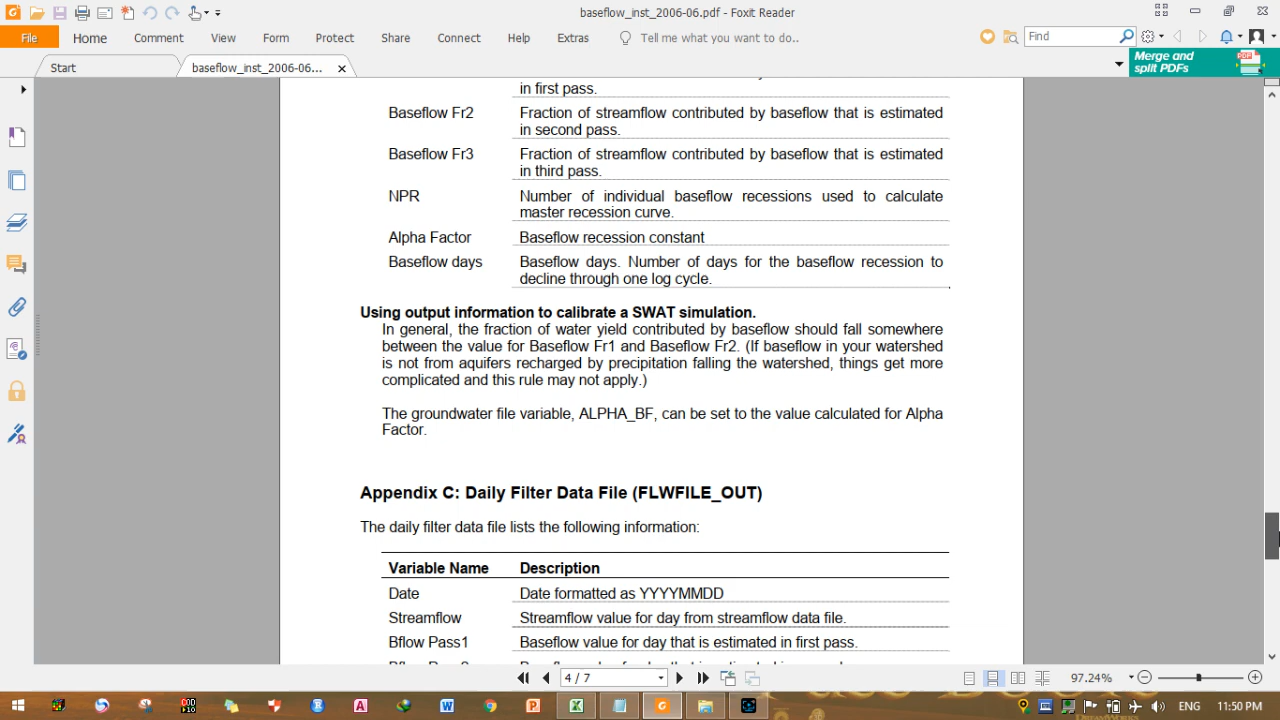 baseflow_inst_2006-06.pdf - Foxit Reader
File Home Comment View Form Protect Share Connect Help Extras Tell me what you want to do.. Find
Start baseflow_inst_2006-06... Merge and
split PDFs
in first pass.
Baseflow Fr2 Fraction of streamflow contributed by baseflow that is estimated
in second pass.
Baseflow Fr3 Fraction of streamflow contributed by baseflow that is estimated
in third pass.
NPR Number of individual baseflow recessions used to calculate
master recession curve.
Alpha Factor Baseflow recession constant
Baseflow days Baseflow days. Number of days for the baseflow recession to
decline through one log cycle.
Using output information to calibrate a SWAT simulation.
In general, the fraction of water yield contributed by baseflow should fall somewhere
between the value for Baseflow Fr1 and Baseflow Fr2. (If baseflow in your watershed
is not from aquifers recharged by precipitation falling the watershed, things get more
complicated and this rule may not apply.)
The groundwater file variable, ALPHA_BF, can be set to the value calculated for Alpha
Factor.
Appendix C: Daily Filter Data File (FLWFILE_OUT)
The daily filter data file lists the following information:
Variable Name Description
Date Date formatted as YYYYMMDD
Streamflow Streamflow value for day from streamflow data file.
Bflow Pass1 Baseflow value for day that is estimated in first pass.
4 / 7 97.24%
ENG 11:50 PM